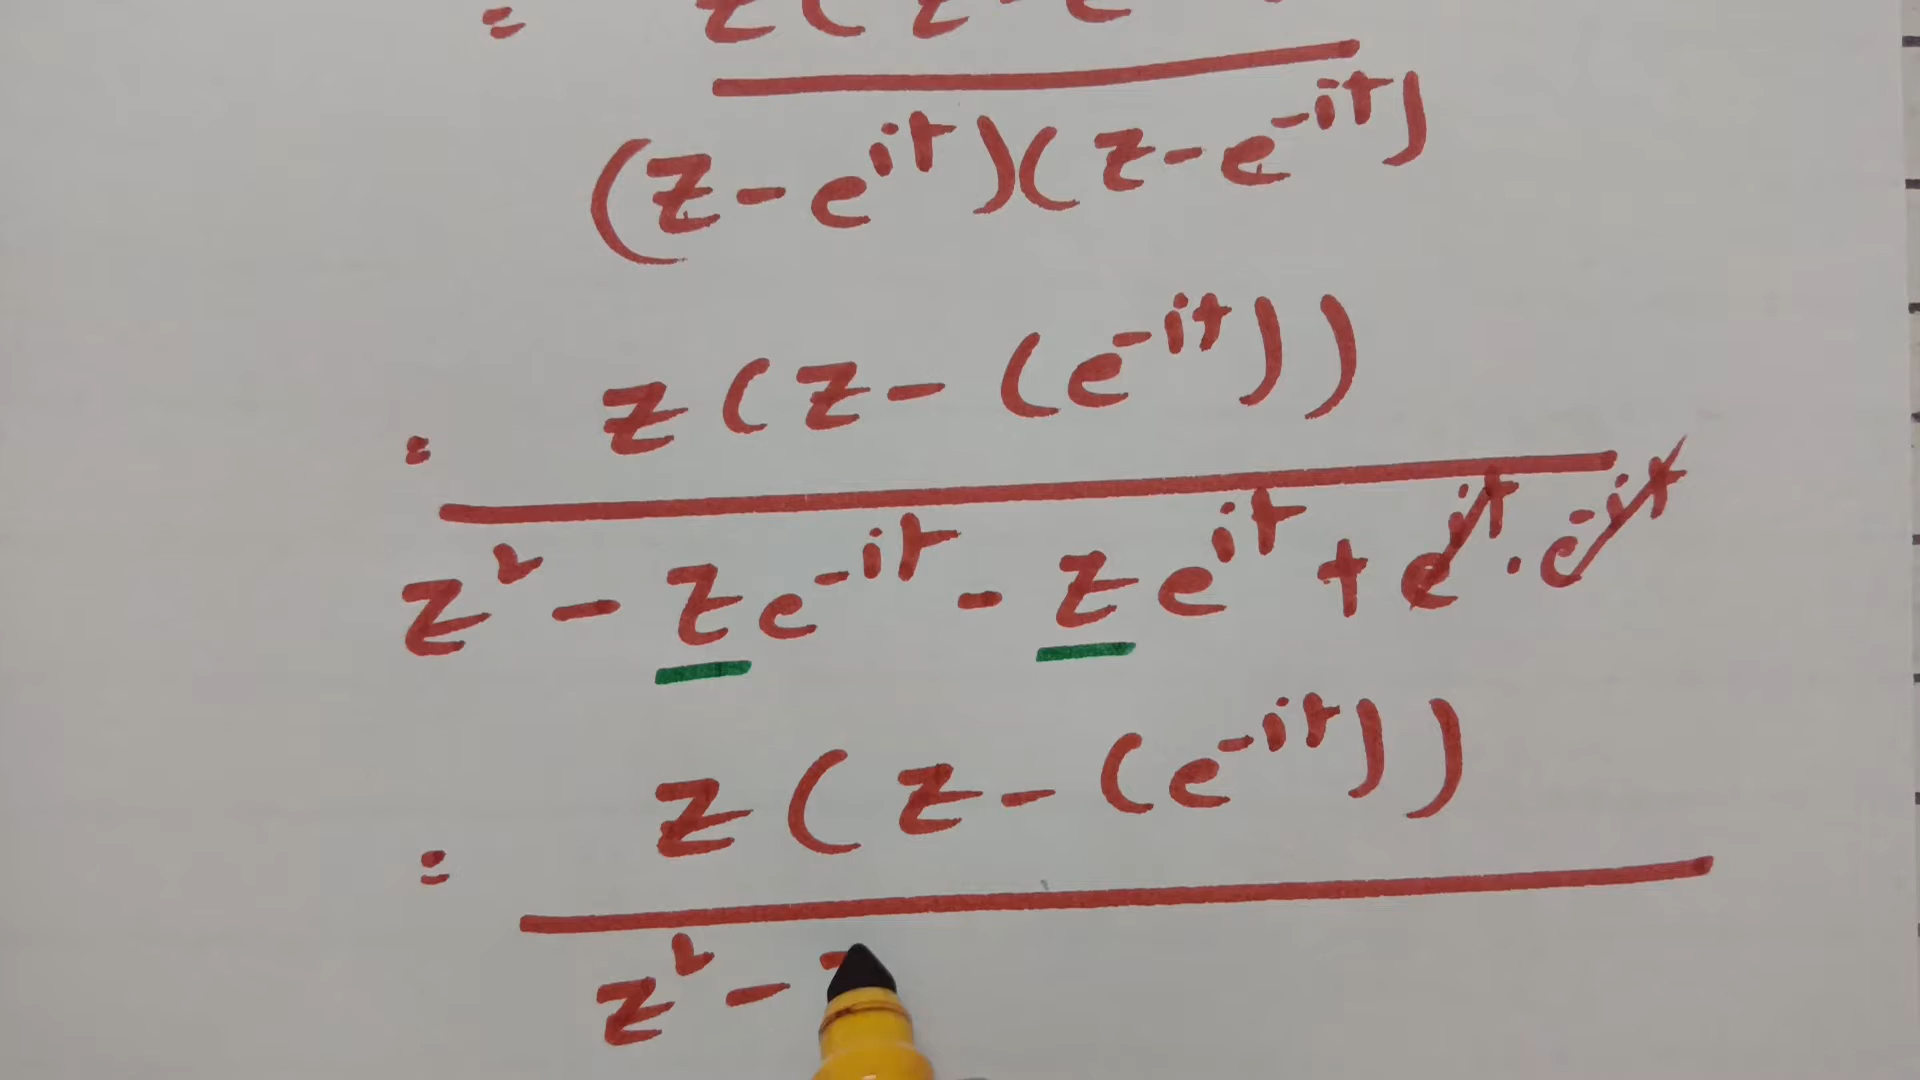 = z(z-e
(z-e^{it})(z-e^{-it})
z(z-(e^{-it}))
=
z²-ze^{-it}-ze^{it}+e^{it}.e^{-it}
z(z-(e^{-it}))
=
z²-